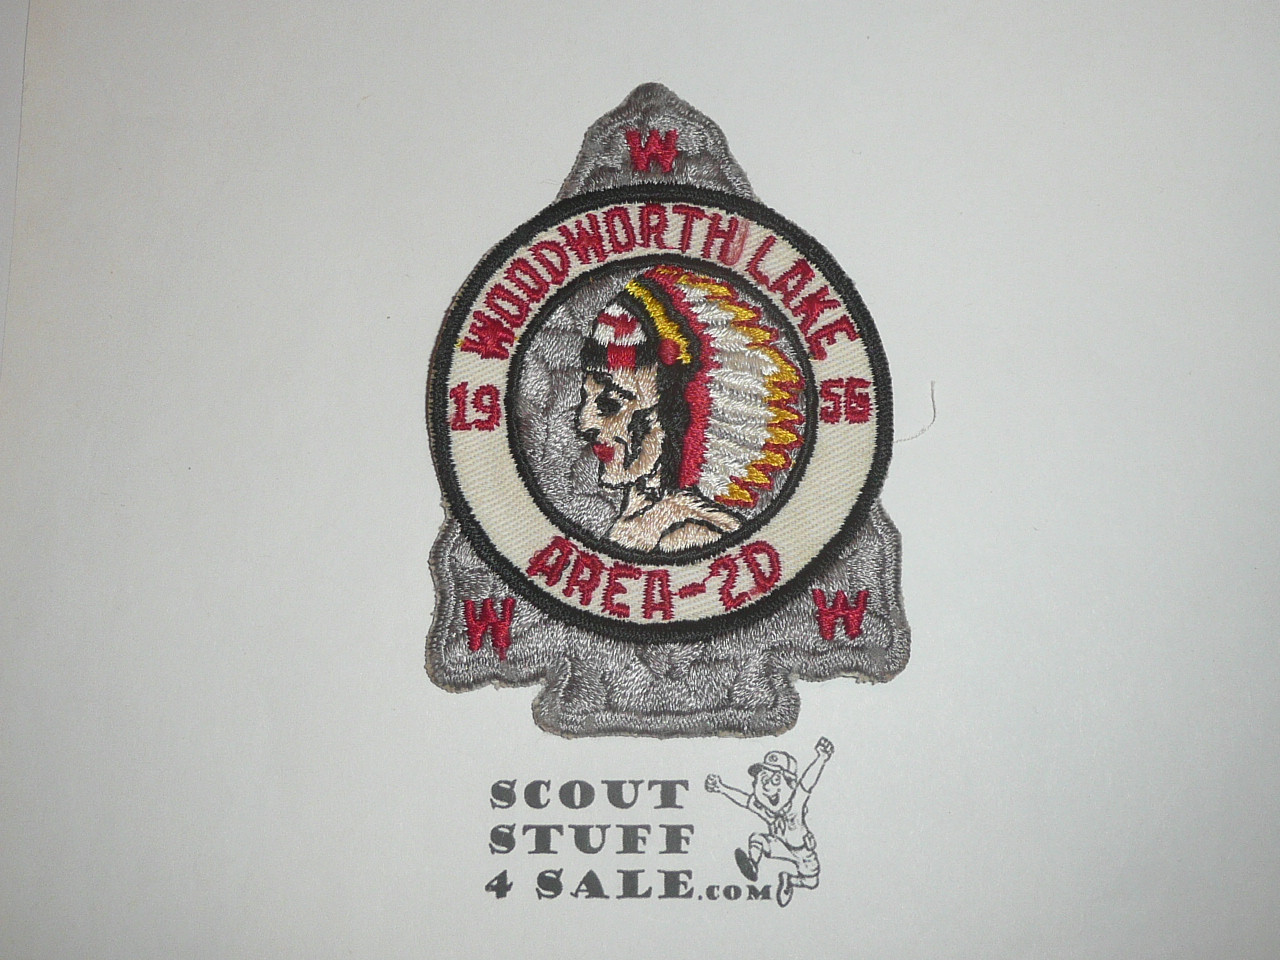 W
WOODWORTH LAKE
19 56
AREA-2D
W W
SCOUT
STUFF
4 SALE.COM